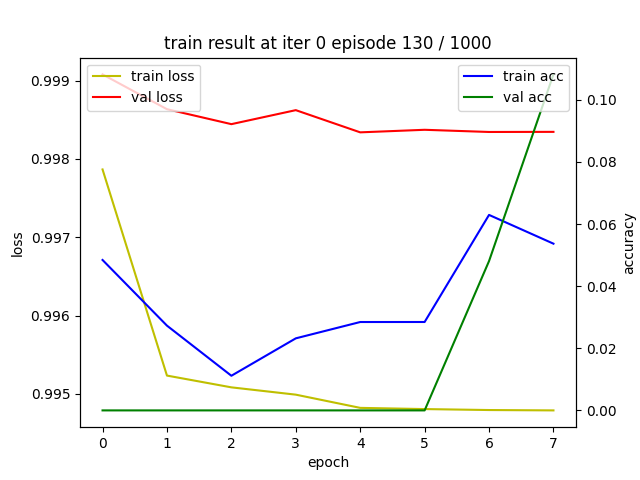 train result at iter 0 episode 130 / 1000
train loss
val loss
train acc
val acc
0.999
0.998
0.997
0.996
0.995
loss
0.10
0.08
0.06
0.04
0.02
0.00
accuracy
0 1 2 3 4 5 6 7
epoch